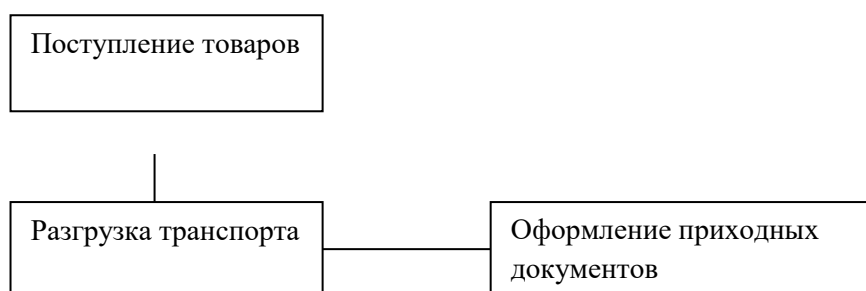 Поступление товаров
Разгрузка транспорта
Оформление приходных
документов